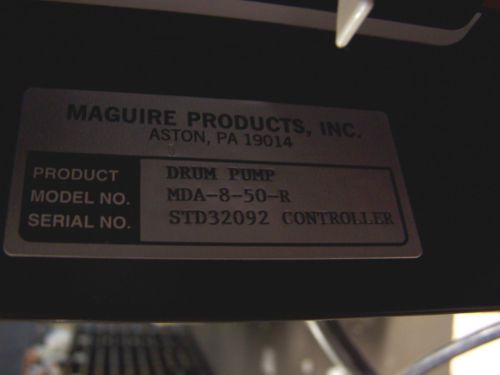 MAGUIRE PRODUCTS, INC.
ASTON, PA 19014
PRODUCT DRUM PUMP
MODEL NO. MDA-8-50-R
SERIAL NO. STD32092 CONTROLLER